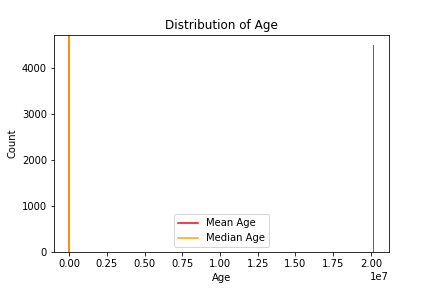 Distribution of Age
Count
4000
3000
2000
1000
0
Mean Age
Median Age
0.00 0.25 0.50 0.75 1.00 1.25 1.50 1.75 2.00
1e7
Age